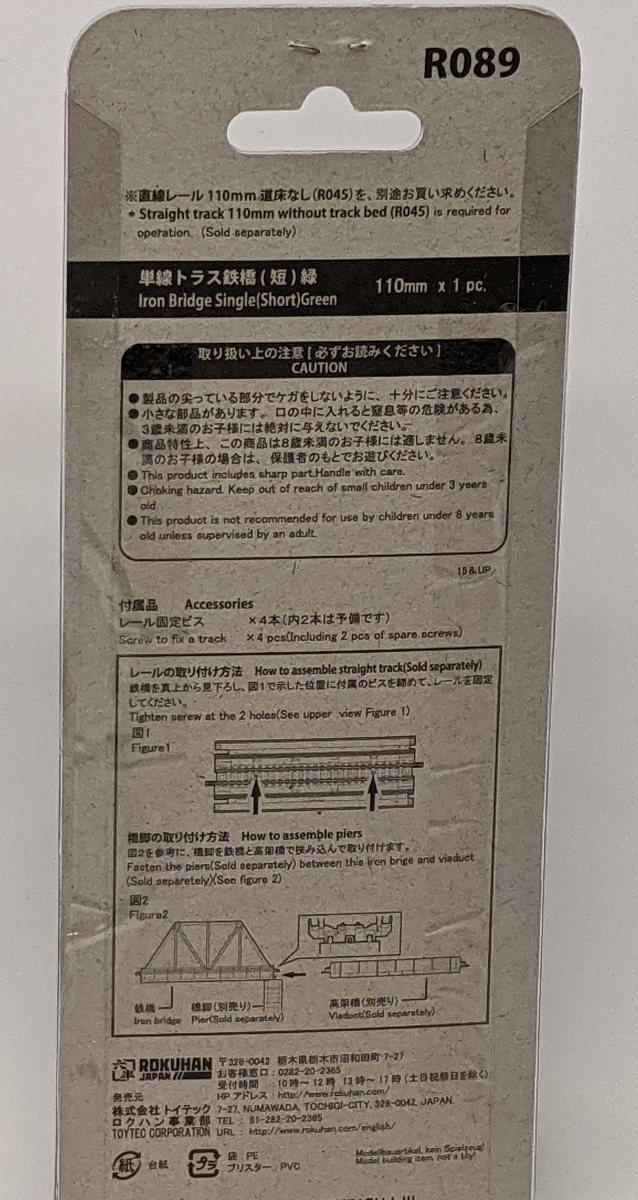 R089
※直線レール 110mm 道床なし(R045)を、別途お買い求めください。
* Straight track 110mm without track bed (R045) is required for
operation. (Sold separately)
単線トラス鉄橋(短)緑 110mm x 1 pc.
Iron Bridge Single(Short)Green
取り扱い上の注意[必ずお読みください]
CAUTION
●製品の尖っている部分でケガをしないように、十分にご注意ください。
●小さな部品があります。口の中に入れると窒息等の危険がある為、
3歳未満のお子様には絶対に与えないでください。
●商品特性上、この商品は8歳未満のお子様には適しません。8歳未
満のお子様の場合は、保護者のもとでお遊びください。
●This product includes sharp part.Handle with care.
●Choking hazard. Keep out of reach of small children under 3 years
old.
●This product is not recommended for use by children under 8 years
old unless supervised by an adult.
15&UP
付属品 Accessories
レール固定ビス ×4本(内2本は予備です)
Screw to fix a track ×4 pcs(Including 2 pcs of spare screws)
レールの取り付け方法 How to assemble straight track(Sold separately)
鉄橋を真上から見下ろし、図1で示した位置に付属のビスを締めて、レールを固定
してください。
Tighten screw at the 2 holes(See upper view Figure 1)
図1
Figure1
橋脚の取り付け方法 How to assemble piers
図2を参考に、橋脚を鉄橋と高架橋で挟み込んで取り付けます。
Fasten the piers(Sold separately) between this iron brige and viaduct
(Sold separetely)(See figure 2)
図2
Figure2
鉄橋 橋脚(別売り) 高架橋(別売り)
Iron bridge Pier(Sold separately) Viaduct(Sold separately)
六半 ROKUHAN
JAPAN
〒328-0042 栃木県栃木市沼和田町7-27
お客様窓口:0282-20-2365
受付時間 :10時〜12時 13時〜17時(土日祝祭日を除く)
発売元 HPアドレス:http://www.rokuhan.com/
株式会社 トイテック 7-27, NUMAWADA, TOCHIGI-CITY, 328-0042, JAPAN.
ロクハン事業部 TEL : 81-282-20-2365
TOYTEC CORPORATION URL : http://www.rokuhan.com/english/
紙 台紙 プラ 袋:PE
ブリスター:PVC
Modellbauartikel, kein Spielzeug!
Model building item, not a toy!